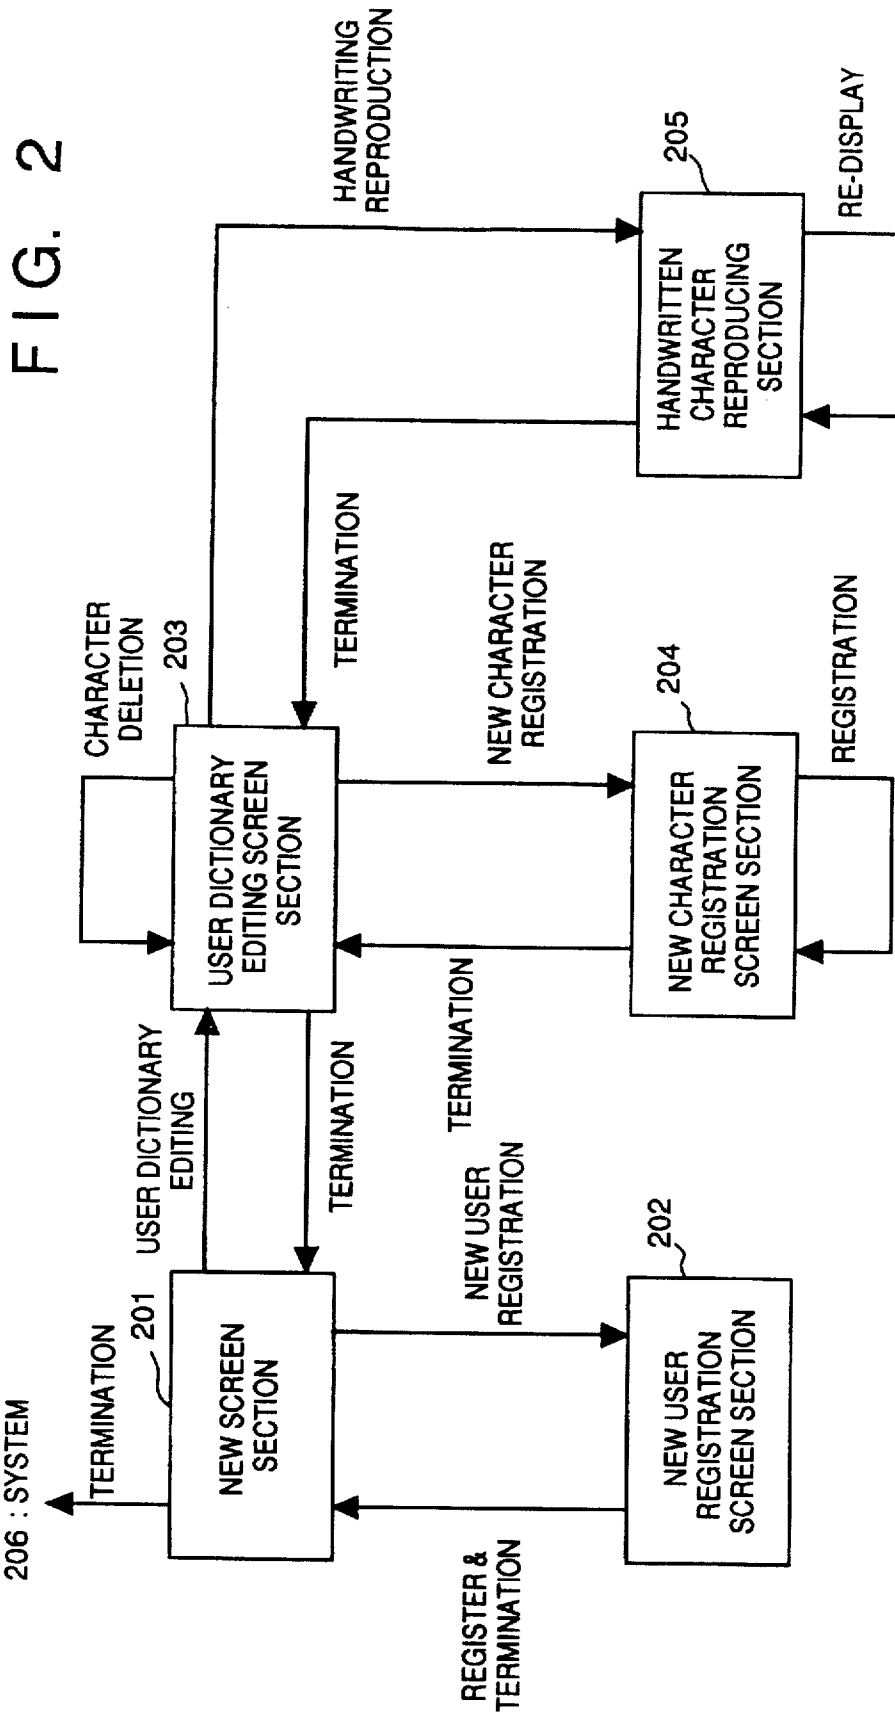 FIG. 2
206 : SYSTEM
TERMINATION
201
NEW SCREEN
SECTION
USER DICTIONARY
EDITING
TERMINATION
CHARACTER
DELETION
203
USER DICTIONARY
EDITING SCREEN
SECTION
HANDWRITING
REPRODUCTION
TERMINATION
REGISTER &
TERMINATION
NEW USER
REGISTRATION
TERMINATION
NEW CHARACTER
REGISTRATION
202
NEW USER
REGISTRATION
SCREEN SECTION
204
NEW CHARACTER
REGISTRATION
SCREEN SECTION
REGISTRATION
205
HANDWRITTEN
CHARACTER
REPRODUCING
SECTION
RE-DISPLAY